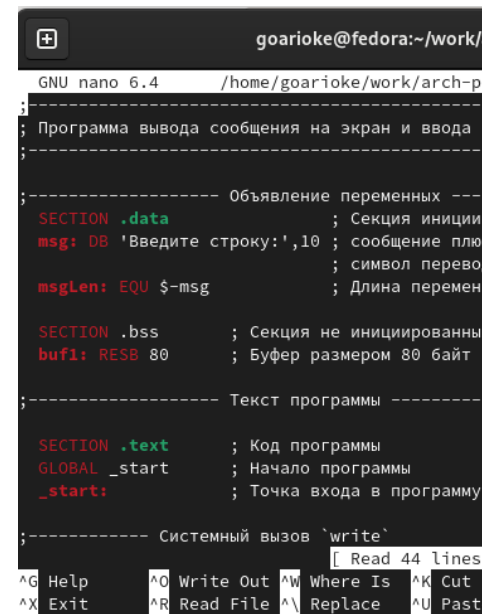 goarioke@fedora:~/work/
GNU nano 6.4 /home/goarioke/work/arch-p
;-----------------------------------------------
; Программа вывода сообщения на экран и ввода
;-----------------------------------------------
;------------------- Объявление переменных ---
SECTION .data ; Секция иници
msg: DB 'Введите строку:',10 ; сообщение плю
; символ перево
msgLen: EQU $-msg ; Длина перемен
SECTION .bss ; Секция не инициированны
buf1: RESB 80 ; Буфер размером 80 байт
;------------------- Текст программы ---------
SECTION .text ; Код программы
GLOBAL _start ; Начало программы
_start: ; Точка входа в программу
;------------ Системный вызов `write`
[ Read 44 lines
^G Help ^O Write Out ^W Where Is ^K Cut
^X Exit ^R Read File ^\ Replace ^U Past